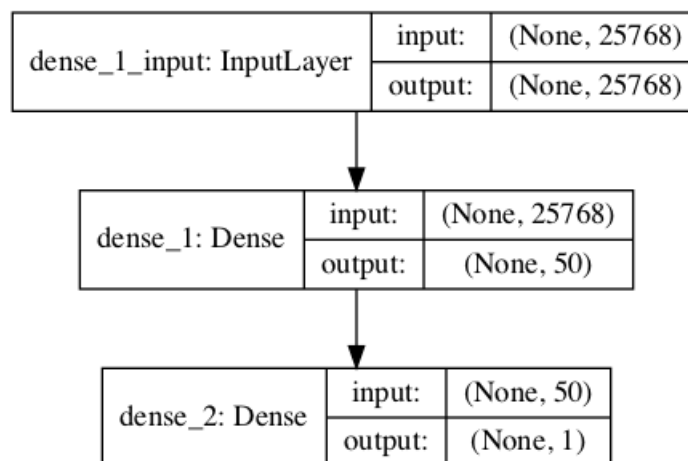 dense_1_input: InputLayer
input: (None, 25768)
output: (None, 25768)
dense_1: Dense
input: (None, 25768)
output: (None, 50)
dense_2: Dense
input: (None, 50)
output: (None, 1)